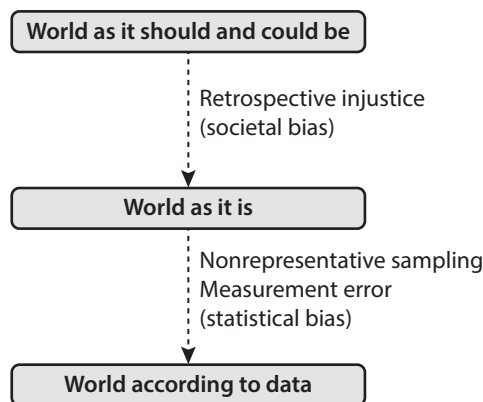 World as it should and could be
Retrospective injustice
(societal bias)
World as it is
Nonrepresentative sampling
Measurement error
(statistical bias)
World according to data